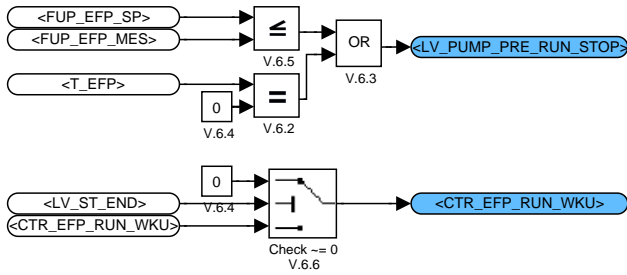 <FUP_EFP_SP>
<FUP_EFP_MES>
≤
V.6.5
OR
V.6.3
<LV_PUMP_PRE_RUN_STOP>
<T_EFP>
0
V.6.4
=
V.6.2
0
V.6.4
<LV_ST_END>
<CTR_EFP_RUN_WKU>
Check ~= 0
V.6.6
<CTR_EFP_RUN_WKU>